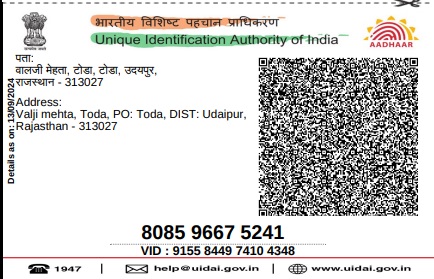 भारतीय विशिष्ट पहचान प्राधिकरण
Unique Identification Authority of India
AADHAAR
पता:
वालजी मेहता, टोडा, टोडा, उदयपुर,
राजस्थान - 313027
Address:
Valji mehta, Toda, PO: Toda, DIST: Udaipur,
Rajasthan - 313027
Details as on: 13/09/2024
8085 9667 5241
VID : 9155 8449 7410 4348
1947 | help@uidai.gov.in | www.uidai.gov.in